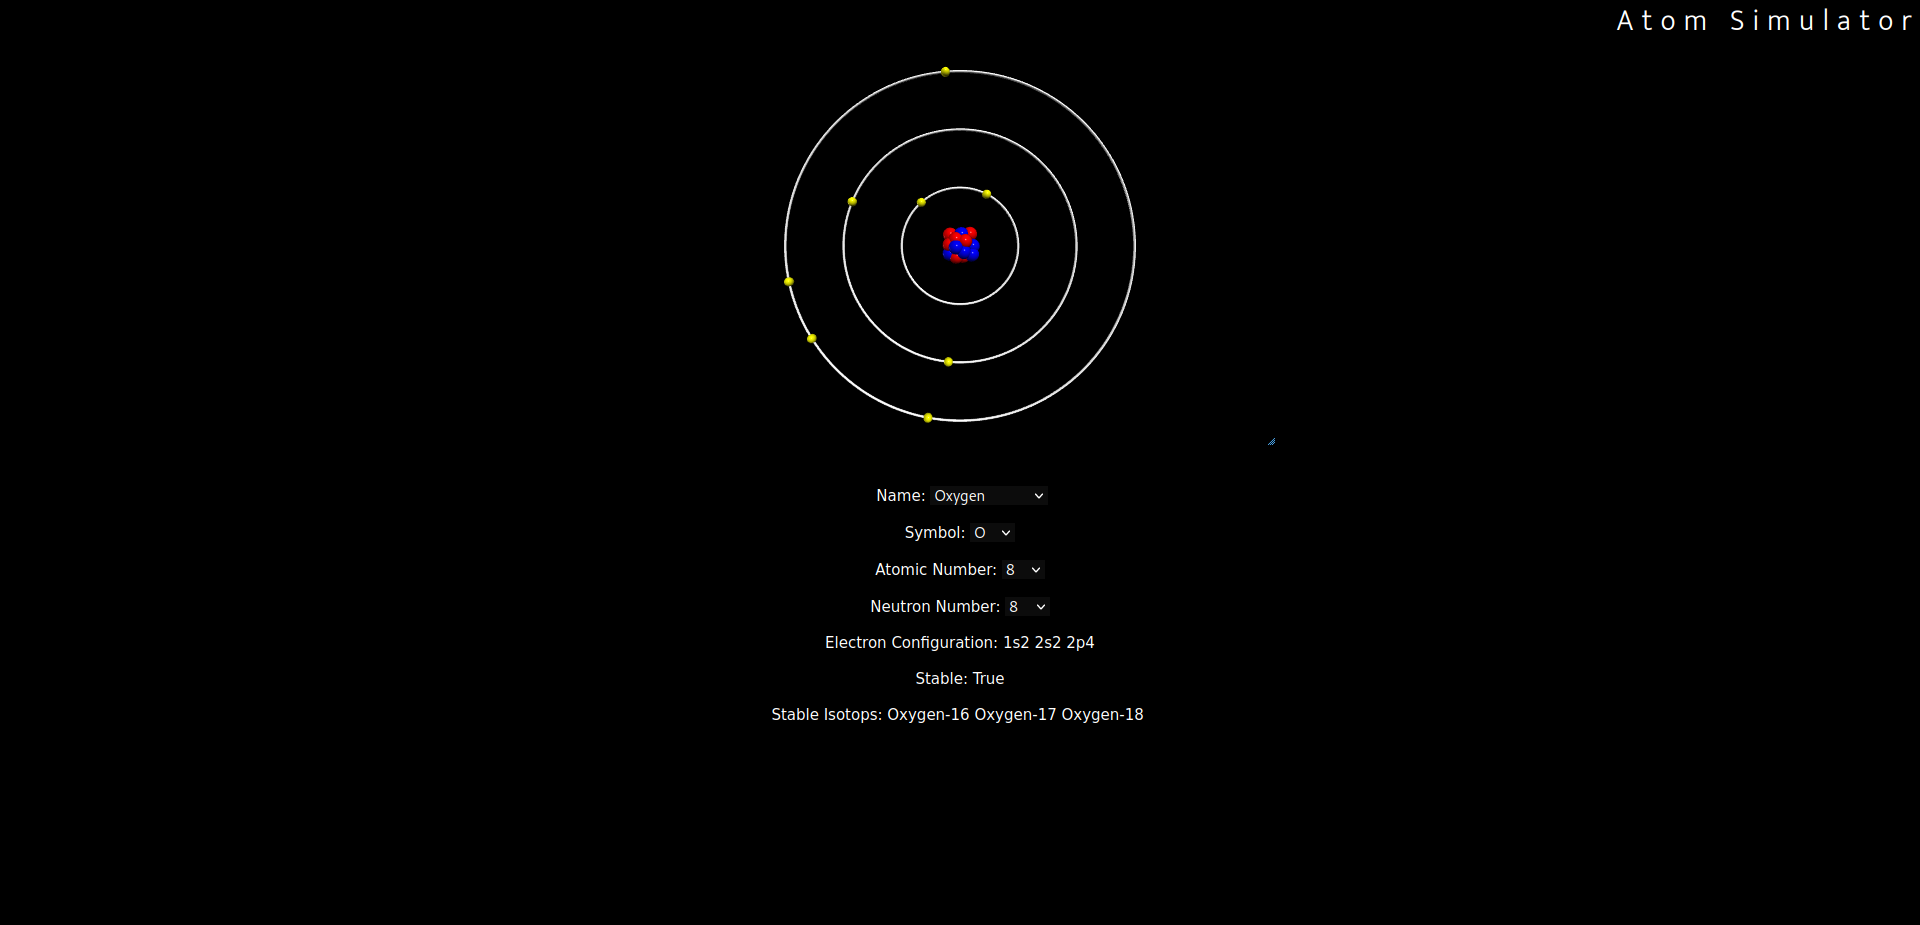 Atom Simulator
Name: Oxygen
Symbol: O
Atomic Number: 8
Neutron Number: 8
Electron Configuration: 1s2 2s2 2p4
Stable: True
Stable Isotops: Oxygen-16 Oxygen-17 Oxygen-18